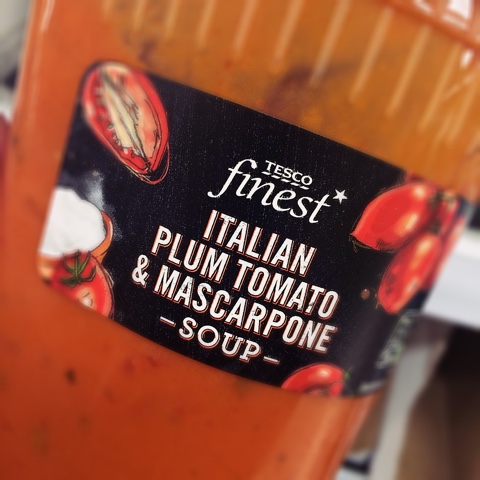 TESCO
finest*
ITALIAN
PLUM TOMATO
& MASCARPONE
-SOUP-